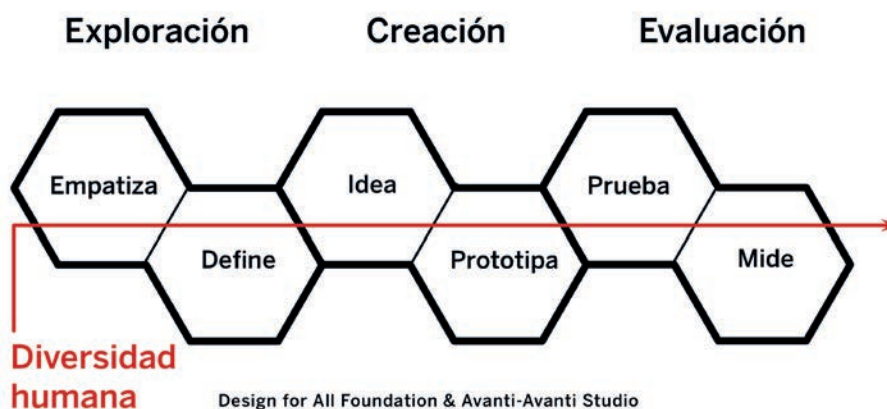 Exploración
Creación
Evaluación
Empatiza
Define
Idea
Prototipa
Prueba
Mide
Diversidad
humana
Design for All Foundation & Avanti-Avanti Studio